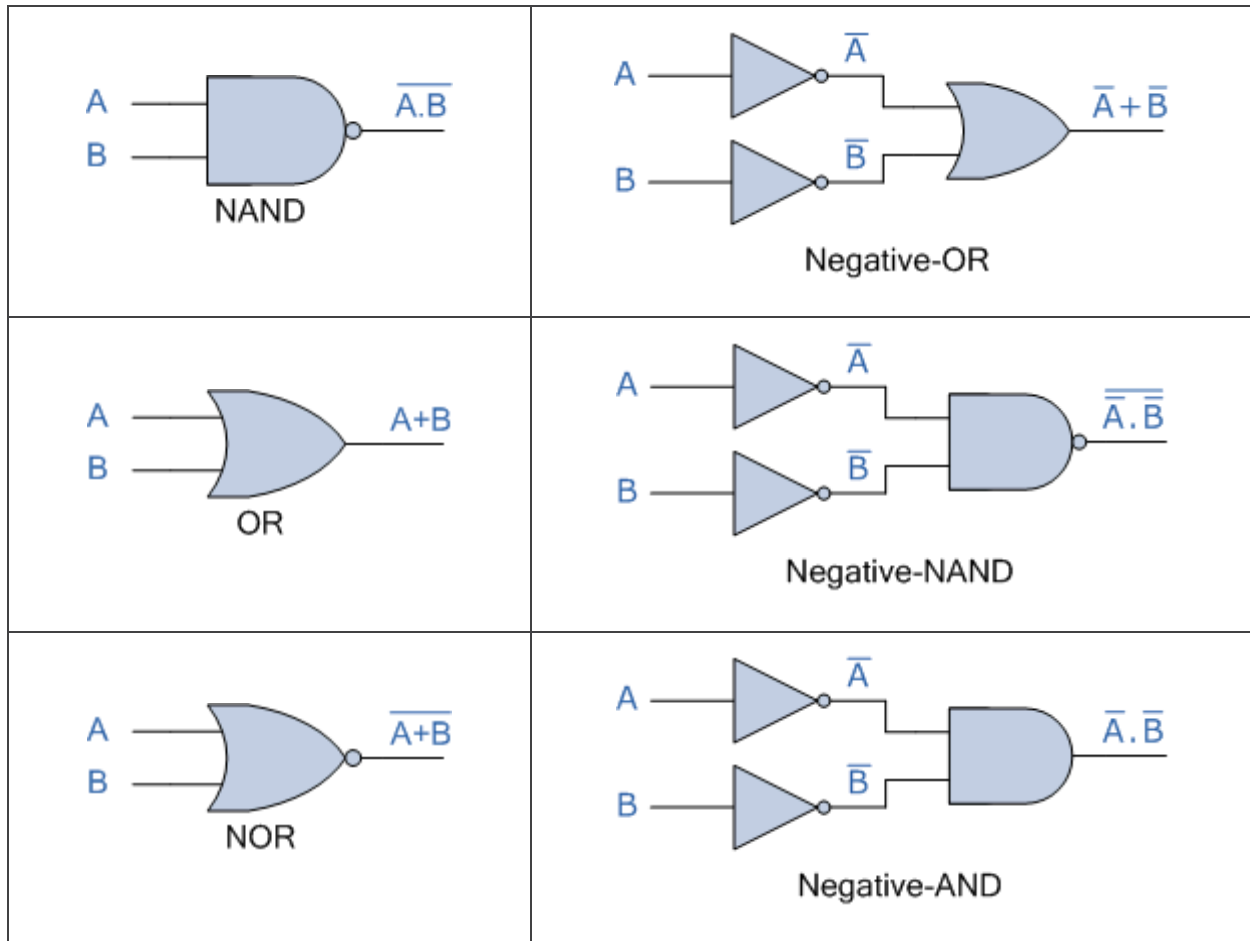 A
B
A̅.̅B̅
NAND
A
B
A̅
B̅
A̅+B̅
Negative-OR
A
B
A+B
OR
A
B
A̅
B̅
A̿.̅B̿
Negative-NAND
A
B
A̅+̅B̅
NOR
A
B
A̅
B̅
A̅.B̅
Negative-AND